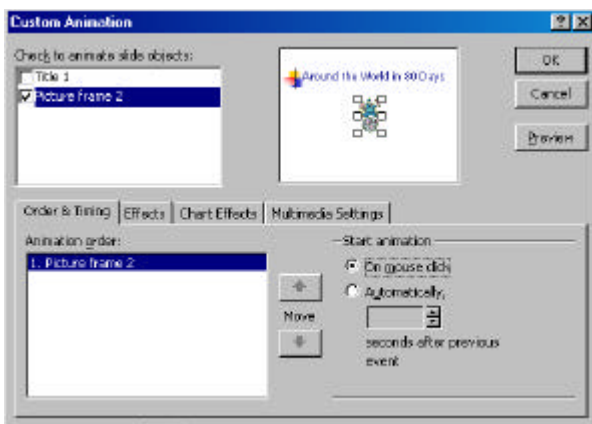 Custom Animation
Check to animate slide objects:
Title 1
Picture frame 2
Around the World in 80 Days
OK
Cancel
Preview
Order & Timing
Effects
Chart Effects
Multimedia Settings
Animation order:
1. Picture frame 2
Move
Start animation
On mouse click
Automatically,
seconds after previous
event